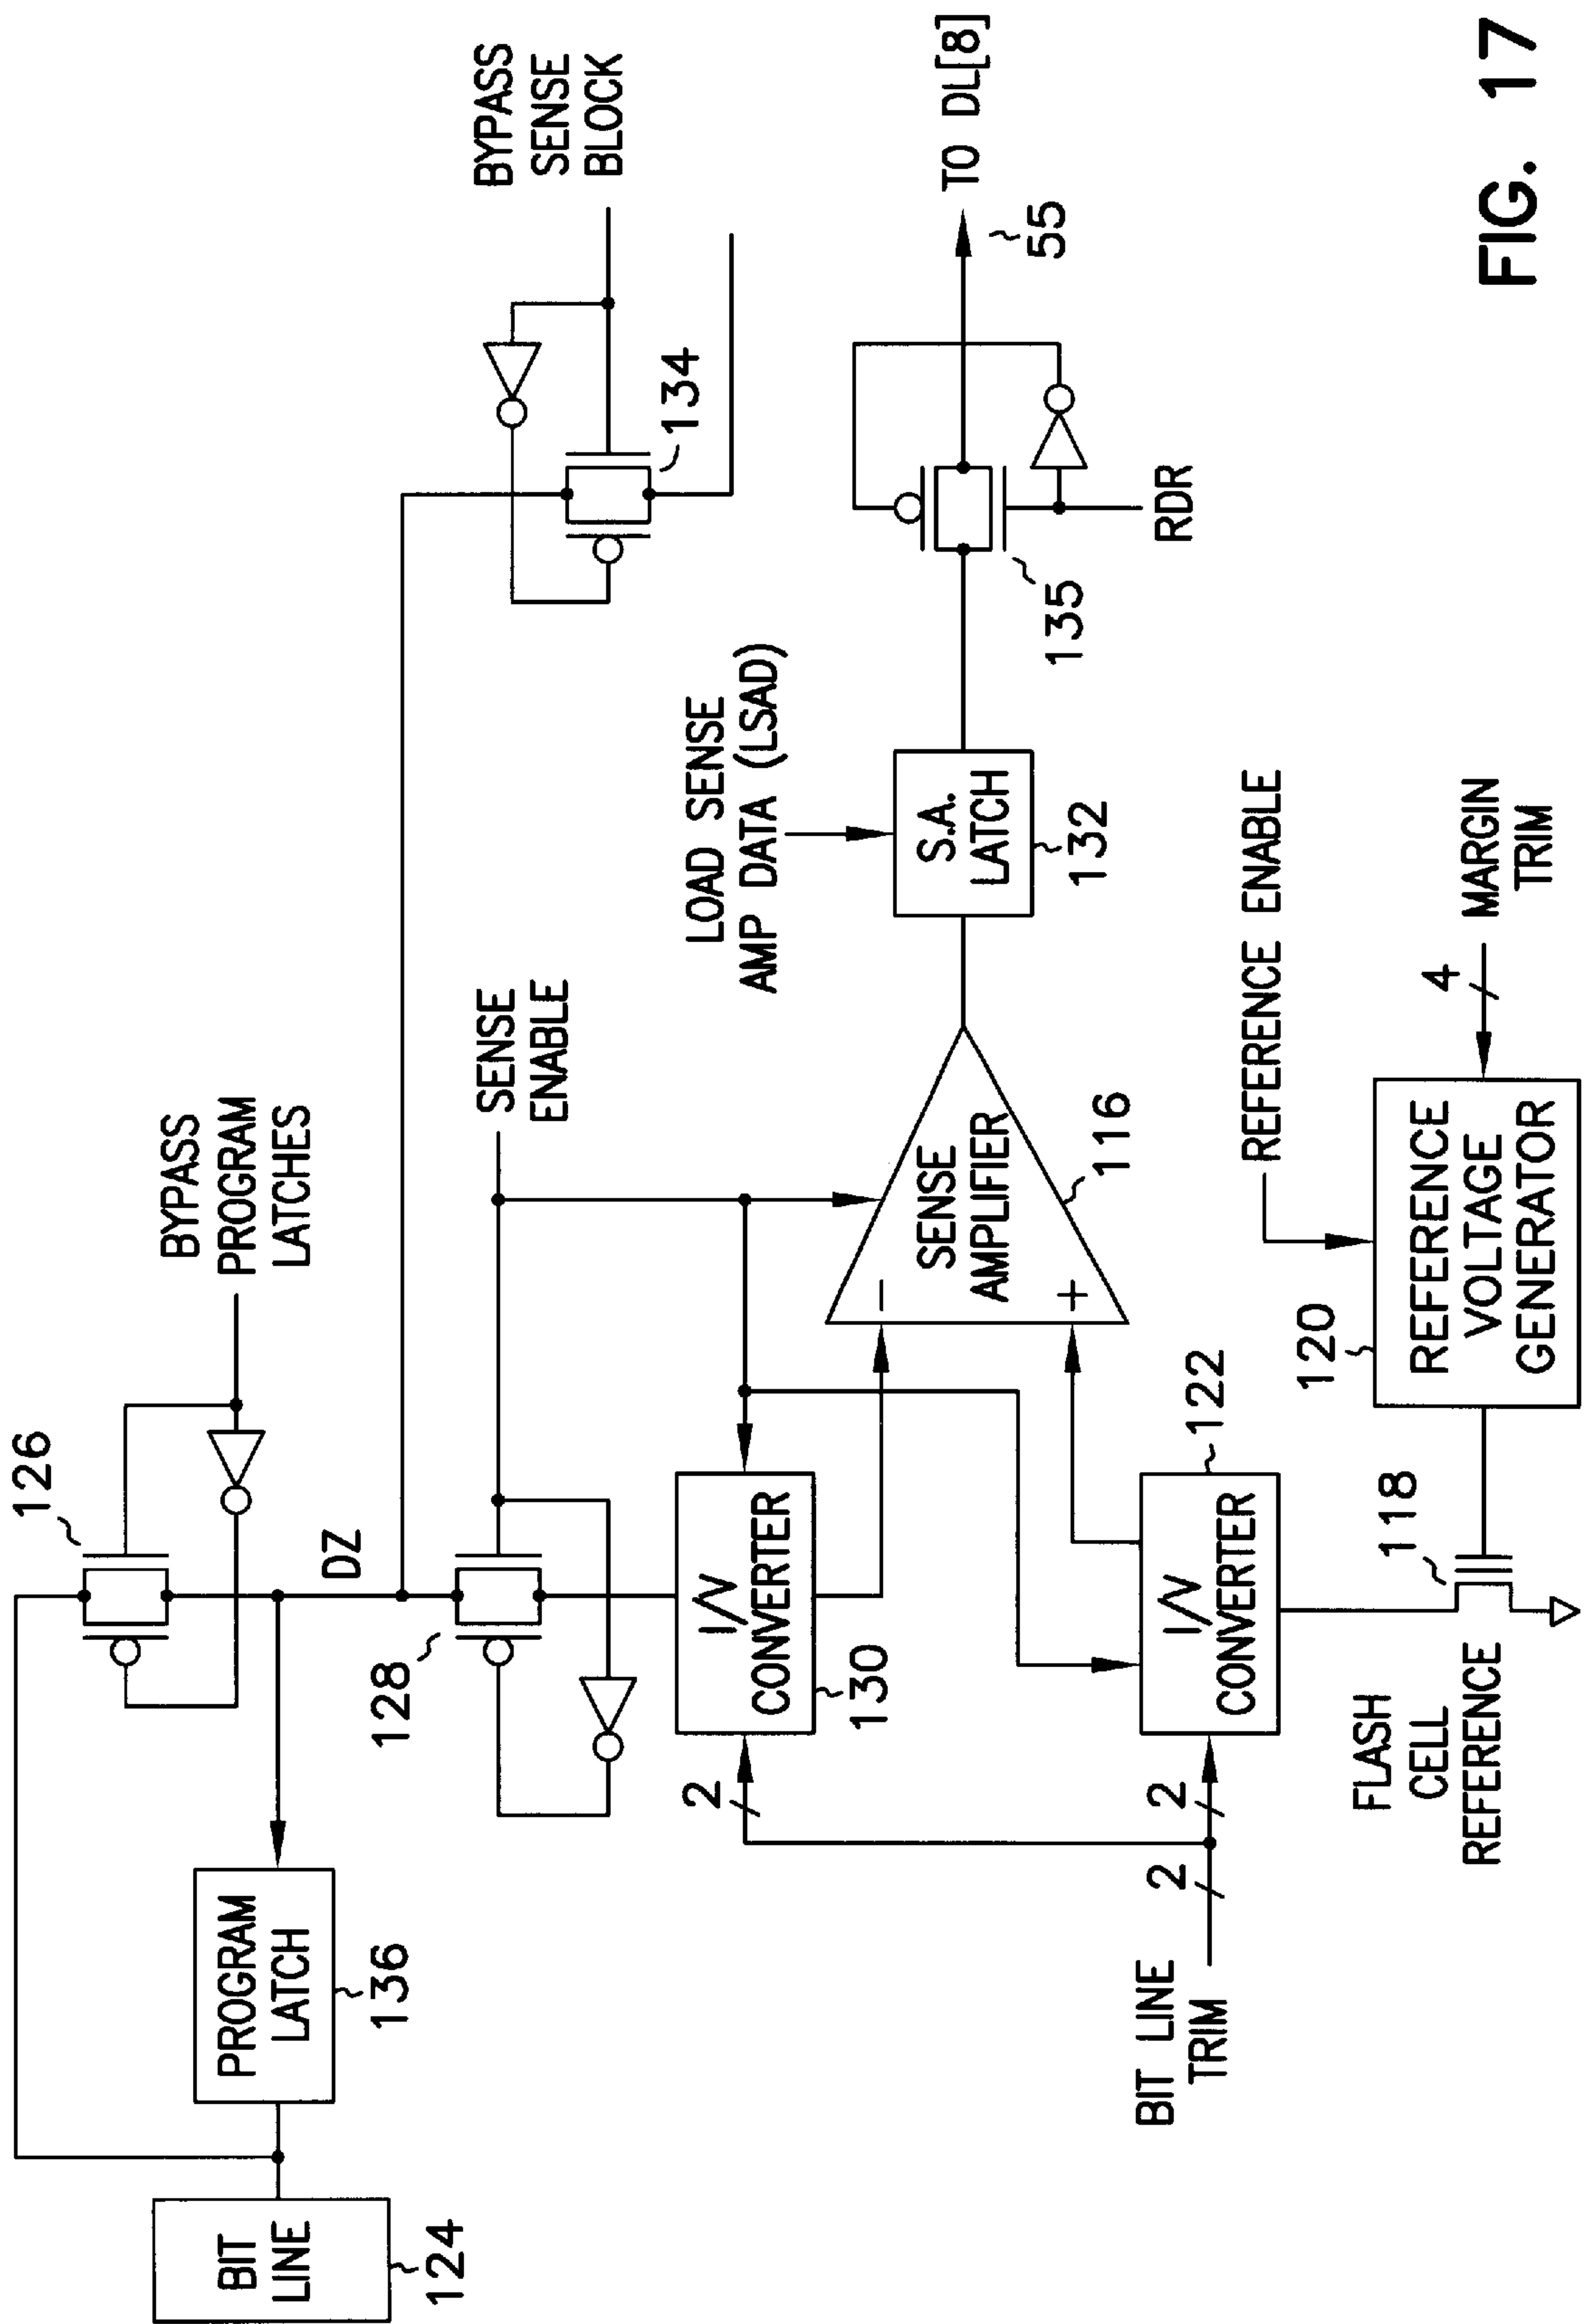 BIT
LINE
124
PROGRAM
LATCH
136
126
BYPASS
PROGRAM
LATCHES
DZ
128
SENSE
ENABLE
BYPASS
SENSE
BLOCK
134
2
I/V
CONVERTER
130
SENSE
AMPLIFIER
-
+
116
LOAD SENSE
AMP DATA (LSAD)
S.A.
LATCH
132
135
RDR
TO DL[8]
55
BIT LINE
TRIM
2
2
I/V
CONVERTER
122
FLASH
CELL
REFERENCE
118
120
REFERENCE
VOLTAGE
GENERATOR
REFERENCE ENABLE
4
MARGIN
TRIM
FIG. 17